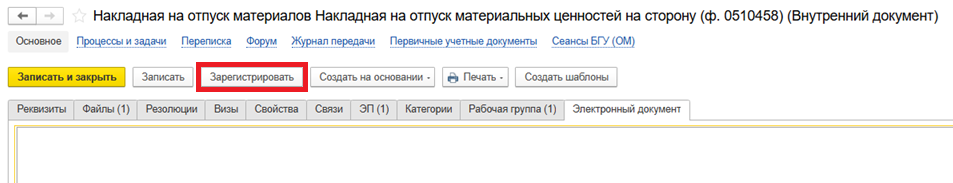 Накладная на отпуск материалов Накладная на отпуск материальных ценностей на сторону (ф. 0510458) (Внутренний документ)
Основное Процессы и задачи Переписка Форум Журнал передачи Первичные учетные документы Сеансы БГУ (ОМ)
Записать и закрыть Записать Зарегистрировать Создать на основании Печать Создать шаблоны
Реквизиты Файлы (1) Резолюции Визы Свойства Связи ЭП (1) Категории Рабочая группа (1) Электронный документ